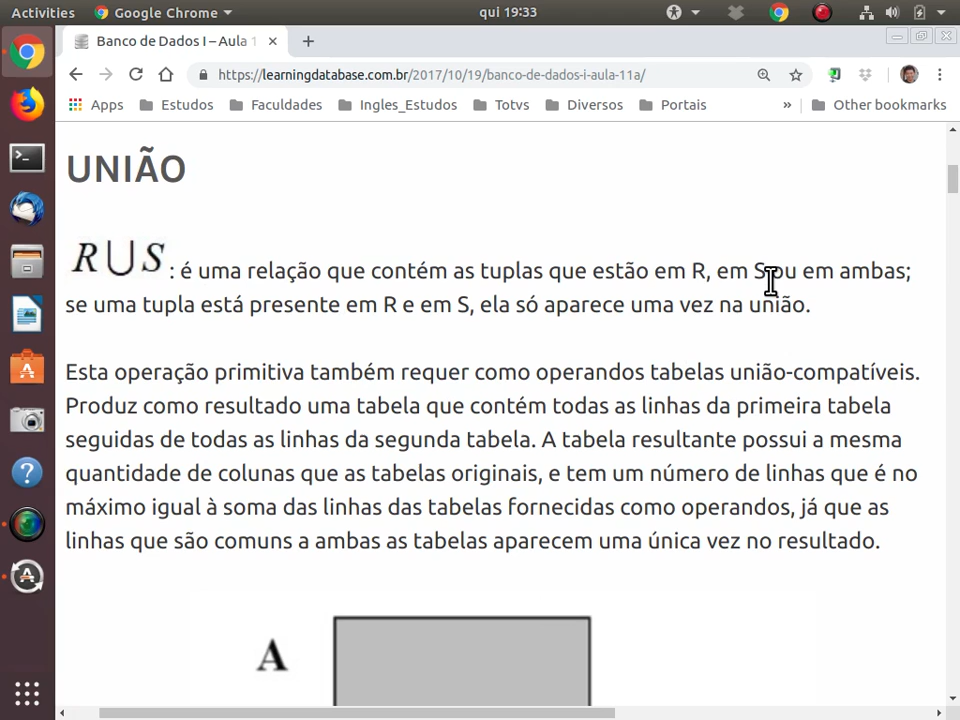 Activities
Google Chrome
qui 19:33
Banco de Dados I – Aula 1
https://learningdatabase.com.br/2017/10/19/banco-de-dados-i-aula-11a/
Apps Estudos Faculdades Ingles_Estudos Totvs Diversos Portais » Other bookmarks
UNIÃO
R ∪ S : é uma relação que contém as tuplas que estão em R, em S ou em ambas;
se uma tupla está presente em R e em S, ela só aparece uma vez na união.
Esta operação primitiva também requer como operandos tabelas união-compatíveis.
Produz como resultado uma tabela que contém todas as linhas da primeira tabela
seguidas de todas as linhas da segunda tabela. A tabela resultante possui a mesma
quantidade de colunas que as tabelas originais, e tem um número de linhas que é no
máximo igual à soma das linhas das tabelas fornecidas como operandos, já que as
linhas que são comuns a ambas as tabelas aparecem uma única vez no resultado.
A